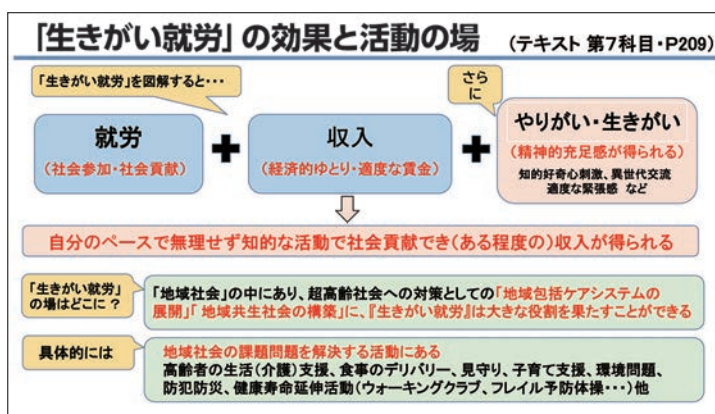 「生きがい就労」の効果と活動の場 (テキスト 第7科目・P209)
「生きがい就労」を図解すると・・・
さら
に
就労
(社会参加・社会貢献)
＋
収入
(経済的ゆとり・適度な賃金)
＋
やりがい・生きがい
(精神的充足感が得られる)
知的好奇心刺激、異世代交流
適度な緊張感 など
自分のペースで無理せず知的な活動で社会貢献でき(ある程度の)収入が得られる
「生きがい就労」
の場はどこに？
「地域社会」の中にあり、超高齢社会への対策としての「地域包括ケアシステムの
展開」「地域共生社会の構築」に、『生きがい就労』は大きな役割を果たすことができる
具体的には
地域社会の課題問題を解決する活動にある
高齢者の生活(介護)支援、食事のデリバリー、見守り、子育て支援、環境問題、
防犯防災、健康寿命延伸活動(ウォーキングクラブ、フレイル予防体操・・・)他